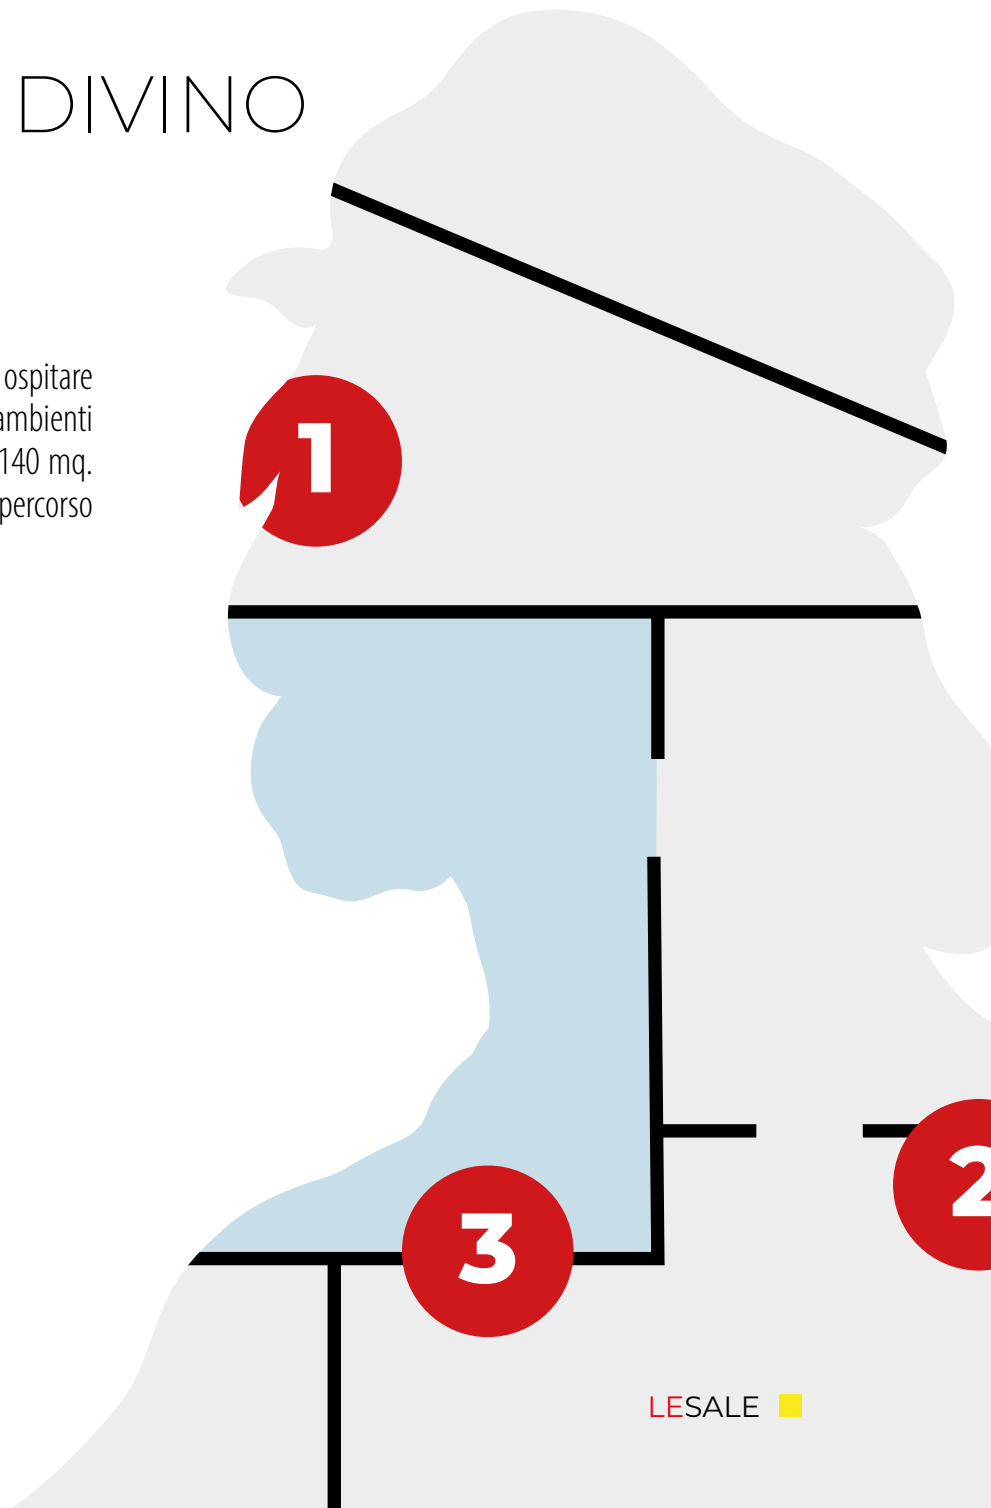 DIVINO
ospitare
ambienti
140 mq.
percorso
1
2
3
LESALE